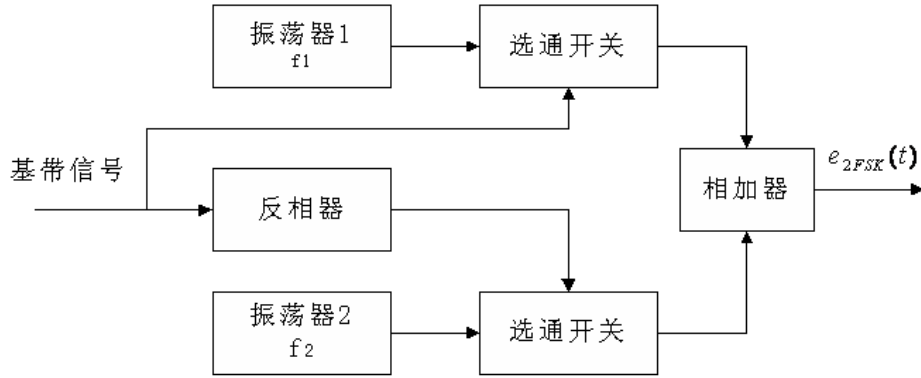 振荡器1
f1
选通开关
基带信号
反相器
相加器
e2FSK(t)
振荡器2
f2
选通开关